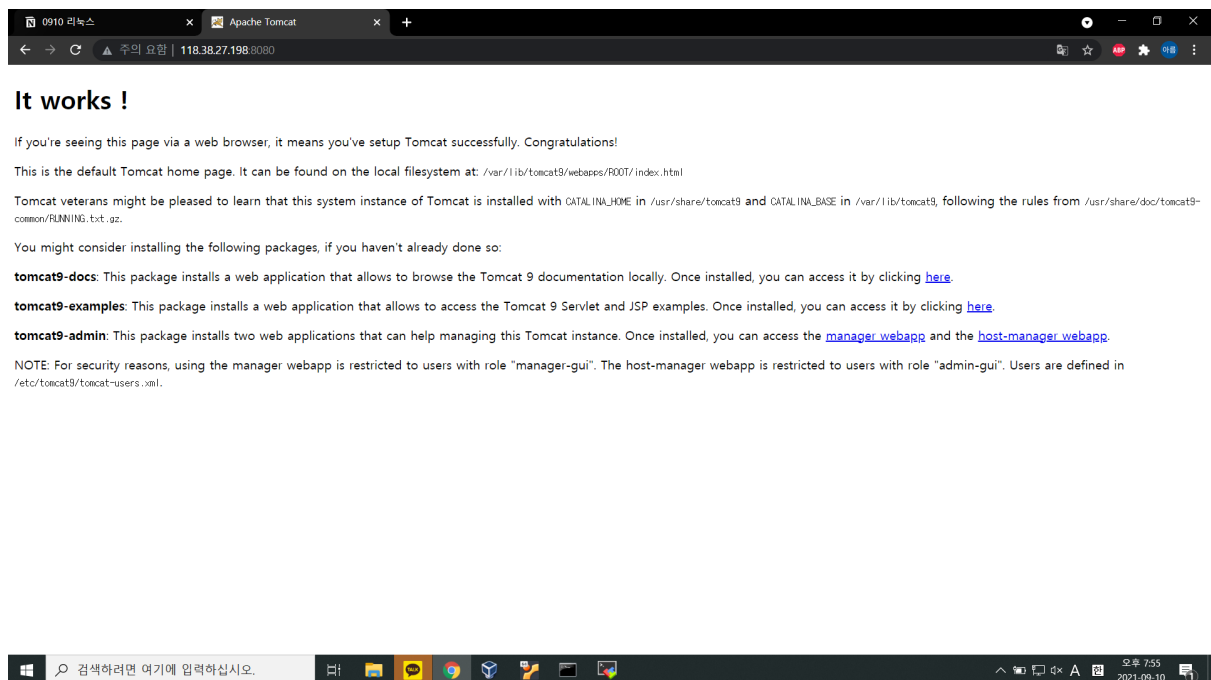 0910 리눅스
Apache Tomcat
주의 요함 | 118.38.27.198:8080
ABP
아름
It works !
If you're seeing this page via a web browser, it means you've setup Tomcat successfully. Congratulations!
This is the default Tomcat home page. It can be found on the local filesystem at: /var/lib/tomcat9/webapps/ROOT/index.html
Tomcat veterans might be pleased to learn that this system instance of Tomcat is installed with CATALINA_HOME in /usr/share/tomcat9 and CATALINA_BASE in /var/lib/tomcat9, following the rules from /usr/share/doc/tomcat9-
common/RUNNING.txt.gz.
You might consider installing the following packages, if you haven't already done so:
tomcat9-docs: This package installs a web application that allows to browse the Tomcat 9 documentation locally. Once installed, you can access it by clicking here.
tomcat9-examples: This package installs a web application that allows to access the Tomcat 9 Servlet and JSP examples. Once installed, you can access it by clicking here.
tomcat9-admin: This package installs two web applications that can help managing this Tomcat instance. Once installed, you can access the manager webapp and the host-manager webapp.
NOTE: For security reasons, using the manager webapp is restricted to users with role "manager-gui". The host-manager webapp is restricted to users with role "admin-gui". Users are defined in
/etc/tomcat9/tomcat-users.xml.
검색하려면 여기에 입력하십시오.
TALK
A 한
오후 7:55
2021-09-10